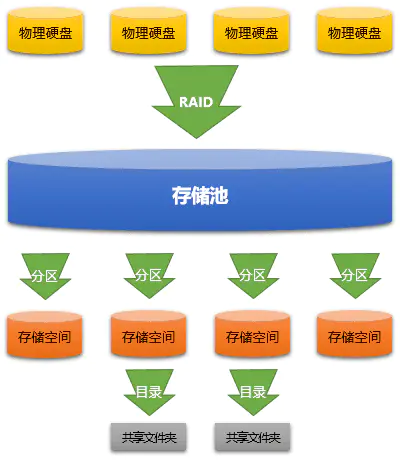 物理硬盘 物理硬盘 物理硬盘 物理硬盘
RAID
存储池
分区 分区 分区 分区
存储空间 存储空间 存储空间 存储空间
目录 目录
共享文件夹 共享文件夹